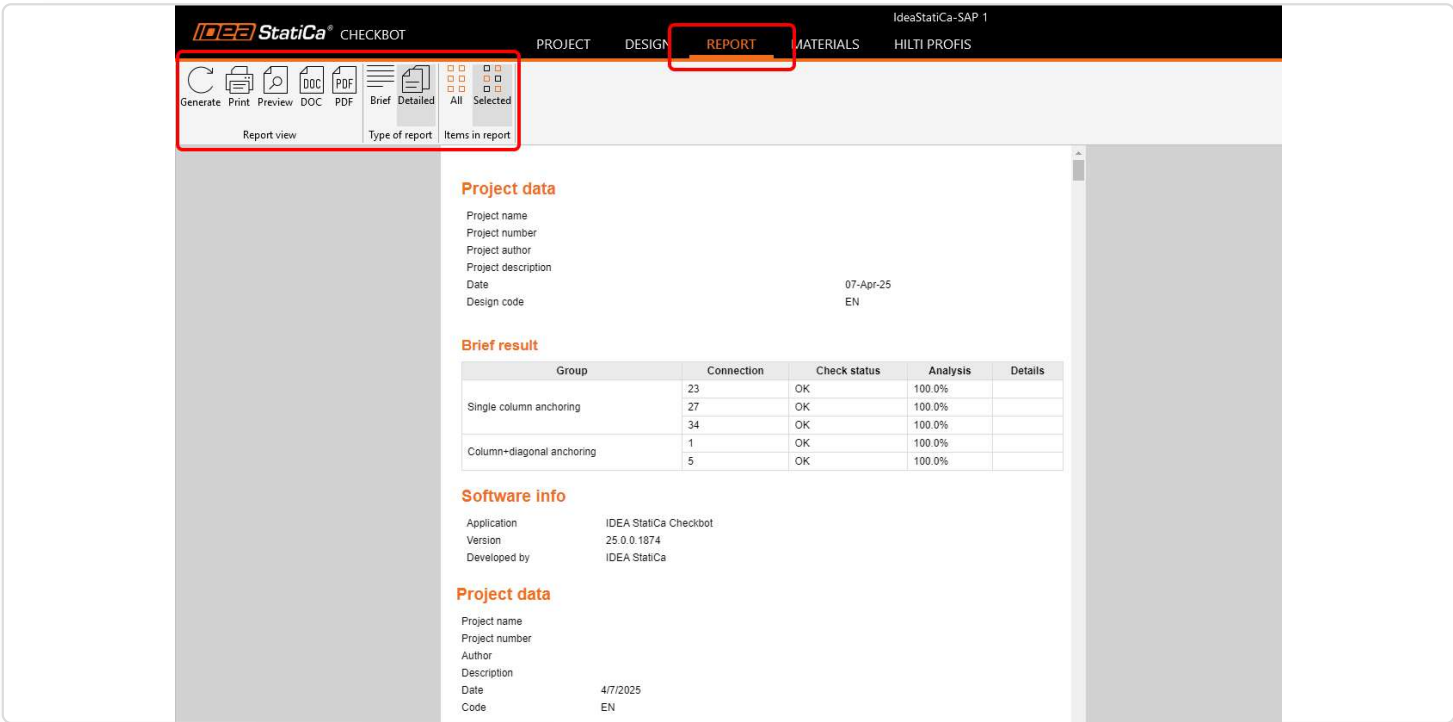 IdeaStatiCa-SAP 1
IDEA StatiCa® CHECKBOT
PROJECT DESIGN REPORT MATERIALS HILTI PROFIS
DOC PDF
Generate Print Preview DOC PDF Brief Detailed All Selected
Report view Type of report Items in report
Project data
Project name
Project number
Project author
Project description
Date 07-Apr-25
Design code EN
Brief result
Group Connection Check status Analysis Details
23 OK 100.0%
Single column anchoring 27 OK 100.0%
34 OK 100.0%
Column+diagonal anchoring 1 OK 100.0%
5 OK 100.0%
Software info
Application IDEA StatiCa Checkbot
Version 25.0.0.1874
Developed by IDEA StatiCa
Project data
Project name
Project number
Author
Description
Date 4/7/2025
Code EN